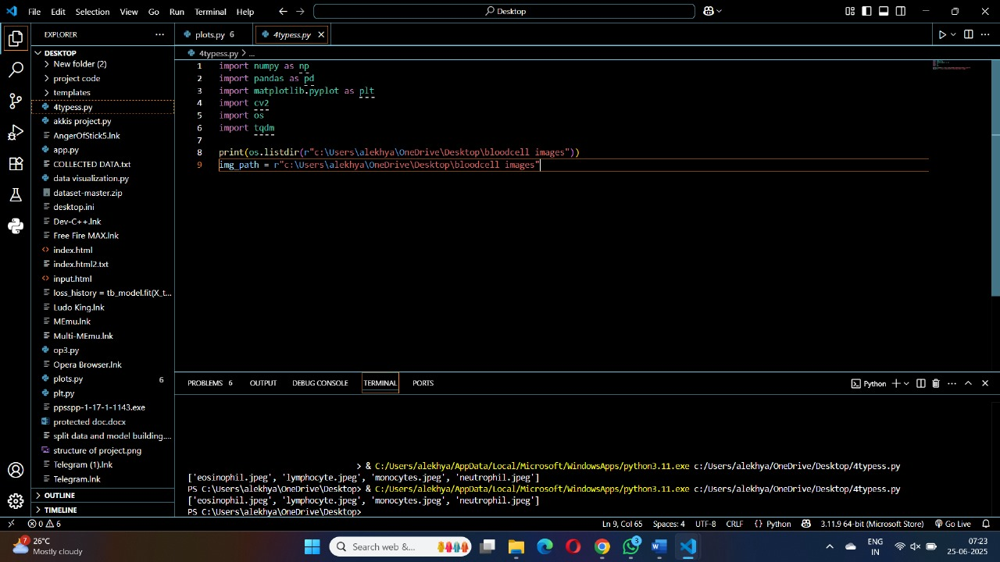 File Edit Selection View Go Run Terminal Help
Desktop
EXPLORER
plots.py 6
4typess.py
DESKTOP
New folder (2)
project code
templates
4typess.py
akkis project.py
AngerOfStick5.lnk
app.py
COLLECTED DATA.txt
data visualization.py
dataset-master.zip
desktop.ini
Dev-C++.lnk
Free Fire MAX.lnk
index.html
index.html2.txt
input.html
loss_history = tb_model.fit(X_t...
Ludo King.lnk
MEmu.lnk
Multi-MEmu.lnk
op3.py
Opera Browser.lnk
plots.py 6
plt.py
ppsspp-1-17-1-1143.exe
protected doc.docx
split data and model building....
structure of project.png
Telegram (1).lnk
Telegram.lnk
OUTLINE
TIMELINE
4typess.py > ...
1 import numpy as np
2 import pandas as pd
3 import matplotlib.pyplot as plt
4 import cv2
5 import os
6 import tqdm
7
8 print(os.listdir(r"c:\Users\alekhya\OneDrive\Desktop\bloodcell images"))
9 img_path = r"c:\Users\alekhya\OneDrive\Desktop\bloodcell images"
PROBLEMS 6 OUTPUT DEBUG CONSOLE TERMINAL PORTS
Python
> & C:/Users/alekhya/AppData/Local/Microsoft/WindowsApps/python3.11.exe c:/Users/alekhya/OneDrive/Desktop/4typess.py
['eosinophil.jpeg', 'lymphocyte.jpeg', 'monocytes.jpeg', 'neutrophil.jpeg']
PS C:\Users\alekhya\OneDrive\Desktop> & C:/Users/alekhya/AppData/Local/Microsoft/WindowsApps/python3.11.exe c:/Users/alekhya/OneDrive/Desktop/4typess.py
['eosinophil.jpeg', 'lymphocyte.jpeg', 'monocytes.jpeg', 'neutrophil.jpeg']
PS C:\Users\alekhya\OneDrive\Desktop>
0 6
Ln 9, Col 65 Spaces: 4 UTF-8 CRLF {} Python 3.11.9 64-bit (Microsoft Store) Go Live
7
26°C
Mostly cloudy
Search web &...
3
ENG
IN
07:23
25-06-2025